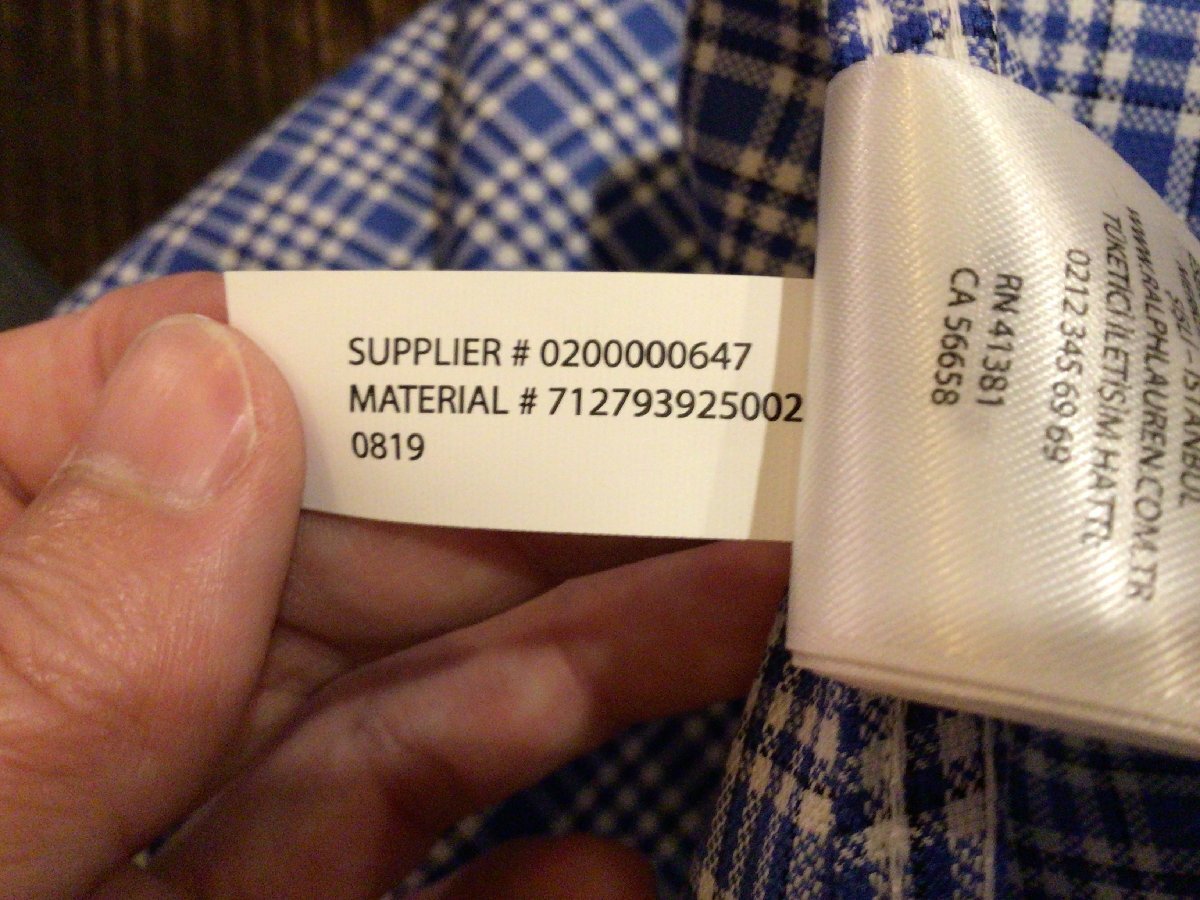 SUPPLIER # 0200000647
MATERIAL # 712793925002
0819
İSTANBUL
WWW.RALPHLAUREN.COM.TR
TÜKETİCİ İLETİŞİM HATTI:
0212 345 69 69
RN 41381
CA 56658